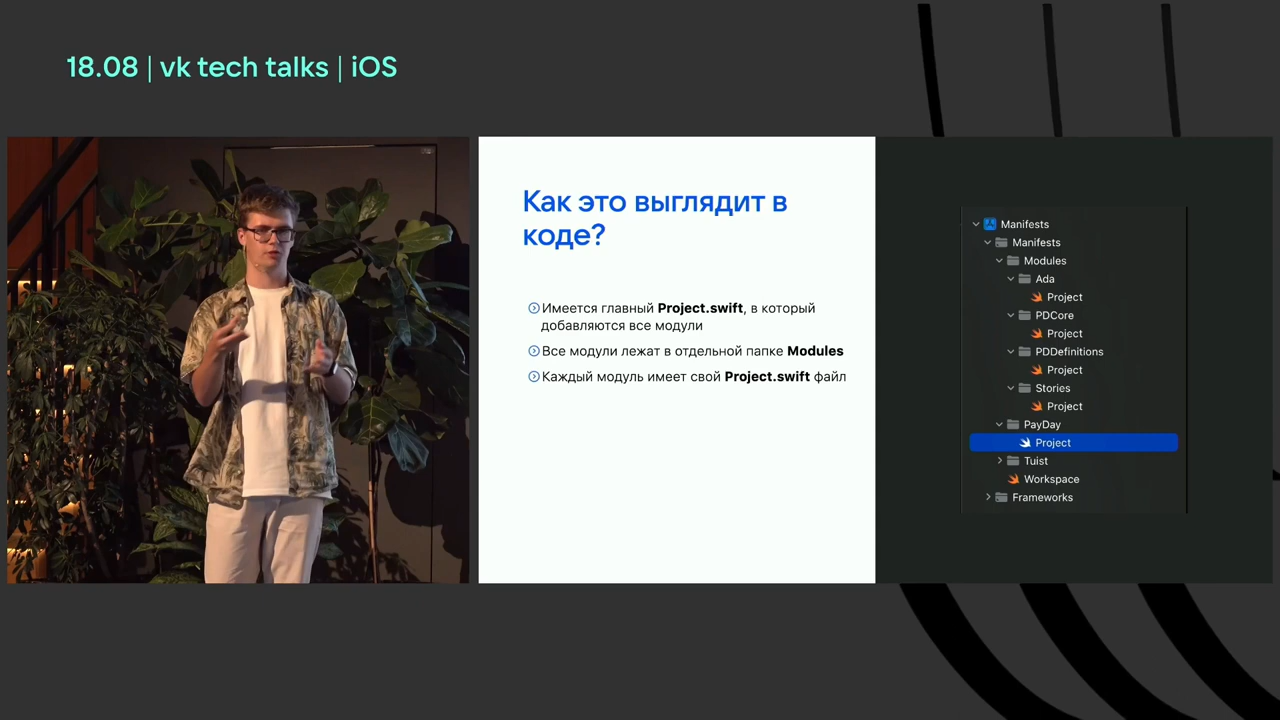 18.08 | vk tech talks | iOS
Как это выглядит в
коде?
Имеется главный Project.swift, в который
добавляются все модули
Все модули лежат в отдельной папке Modules
Каждый модуль имеет свой Project.swift файл
Manifests
Manifests
Modules
Ada
Project
PDCore
Project
PDDefinitions
Project
Stories
Project
PayDay
Project
Tuist
Workspace
Frameworks